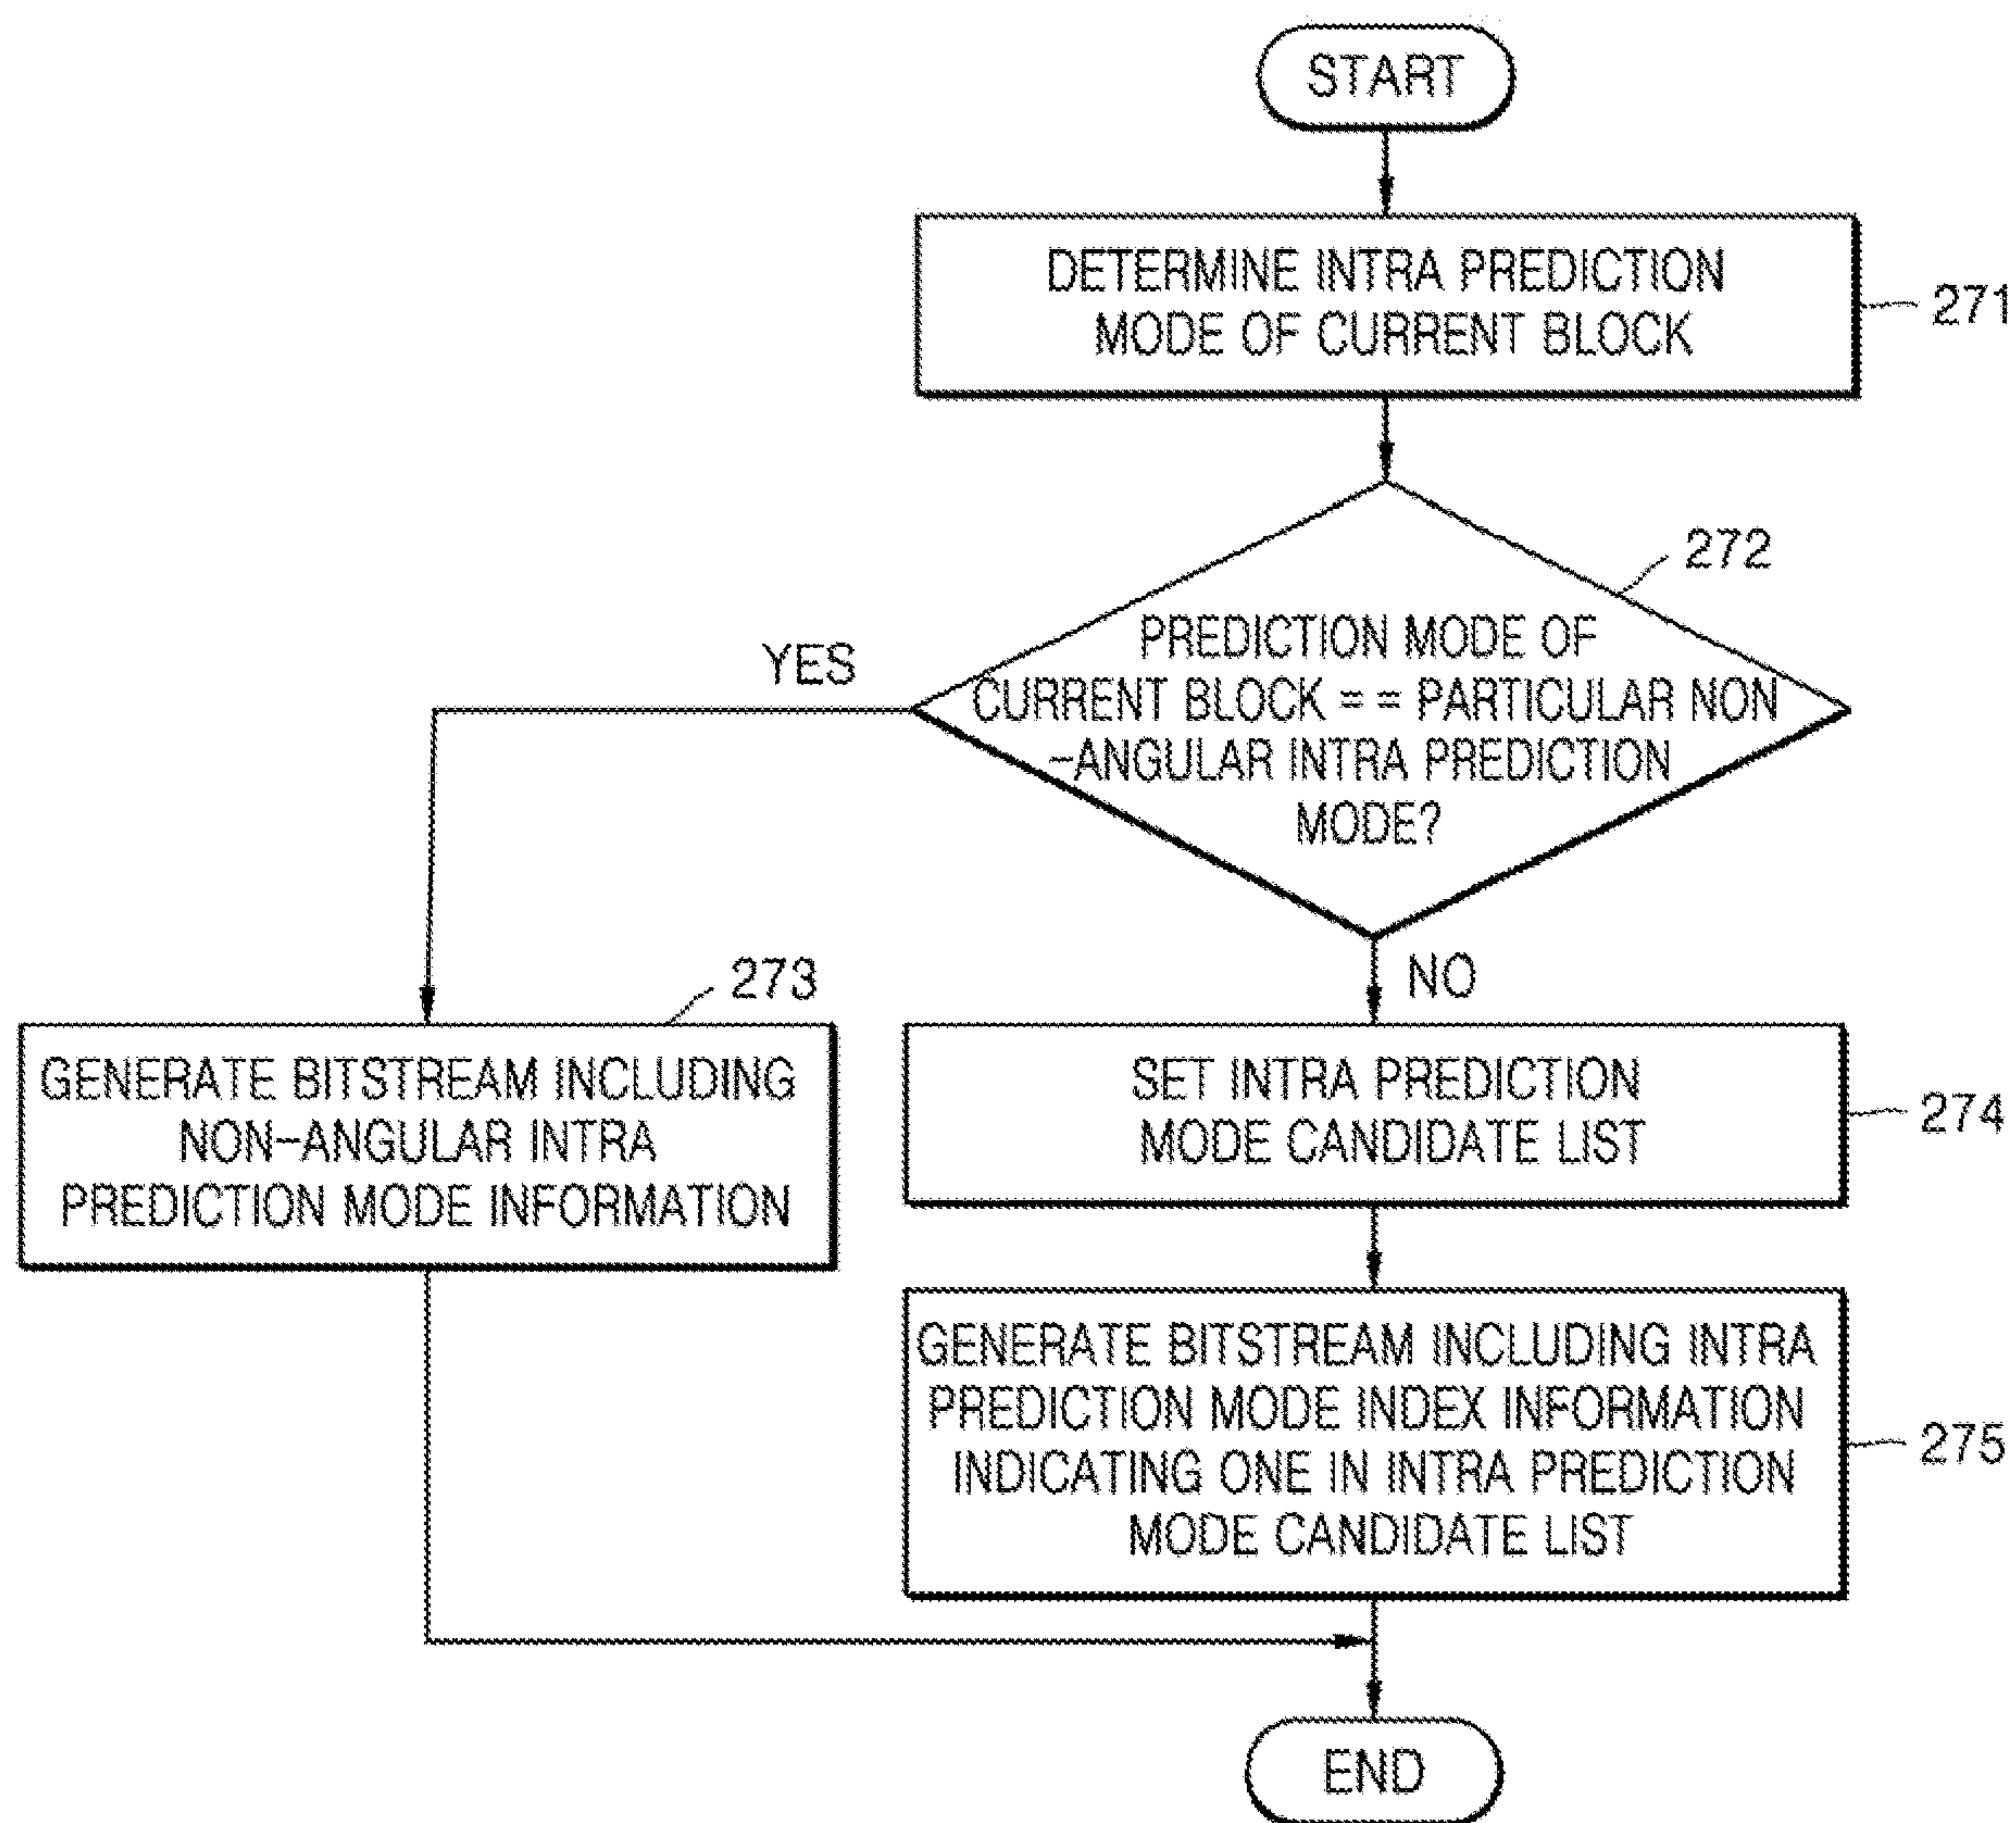 START
DETERMINE INTRA PREDICTION
MODE OF CURRENT BLOCK
271
272
PREDICTION MODE OF
CURRENT BLOCK = = PARTICULAR NON
-ANGULAR INTRA PREDICTION
MODE?
YES
NO
273
GENERATE BITSTREAM INCLUDING
NON-ANGULAR INTRA
PREDICTION MODE INFORMATION
SET INTRA PREDICTION
MODE CANDIDATE LIST
274
GENERATE BITSTREAM INCLUDING INTRA
PREDICTION MODE INDEX INFORMATION
INDICATING ONE IN INTRA PREDICTION
MODE CANDIDATE LIST
275
END